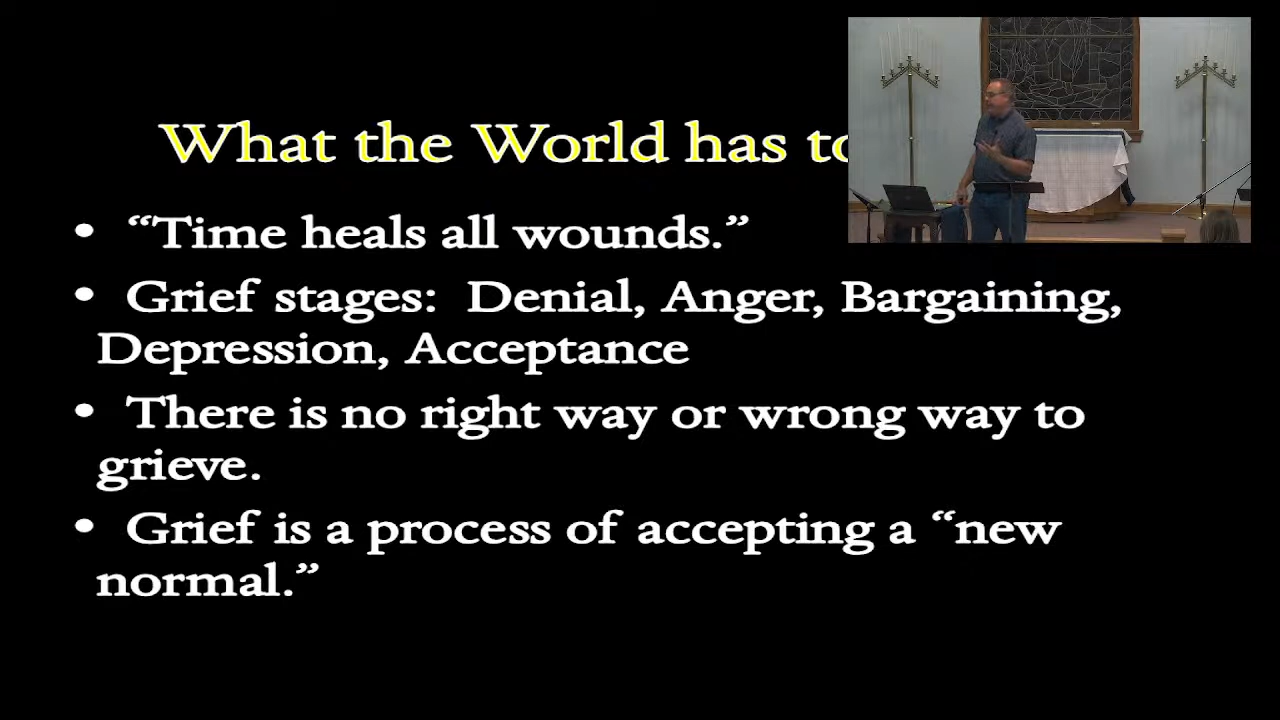 What the World has to
• “Time heals all wounds.”
• Grief stages: Denial, Anger, Bargaining,
Depression, Acceptance
• There is no right way or wrong way to
grieve.
• Grief is a process of accepting a “new
normal.”